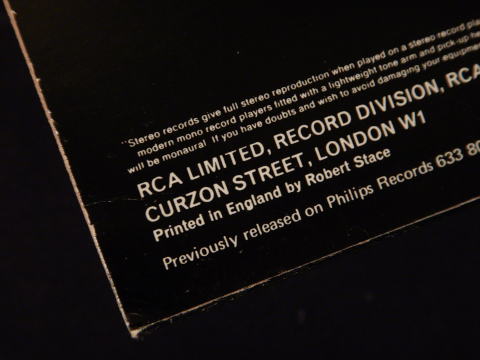 "Stereo records give full stereo reproduction when played on a stereo record
modern mono record players fitted with a lightweight tone arm and pick-up
will be monaural If you have doubts and wish to avoid damaging your
RCA LIMITED, RECORD DIVISION, RCA
CURZON STREET, LONDON W1
Printed in England by Robert Stace
Previously released on Philips Records 633